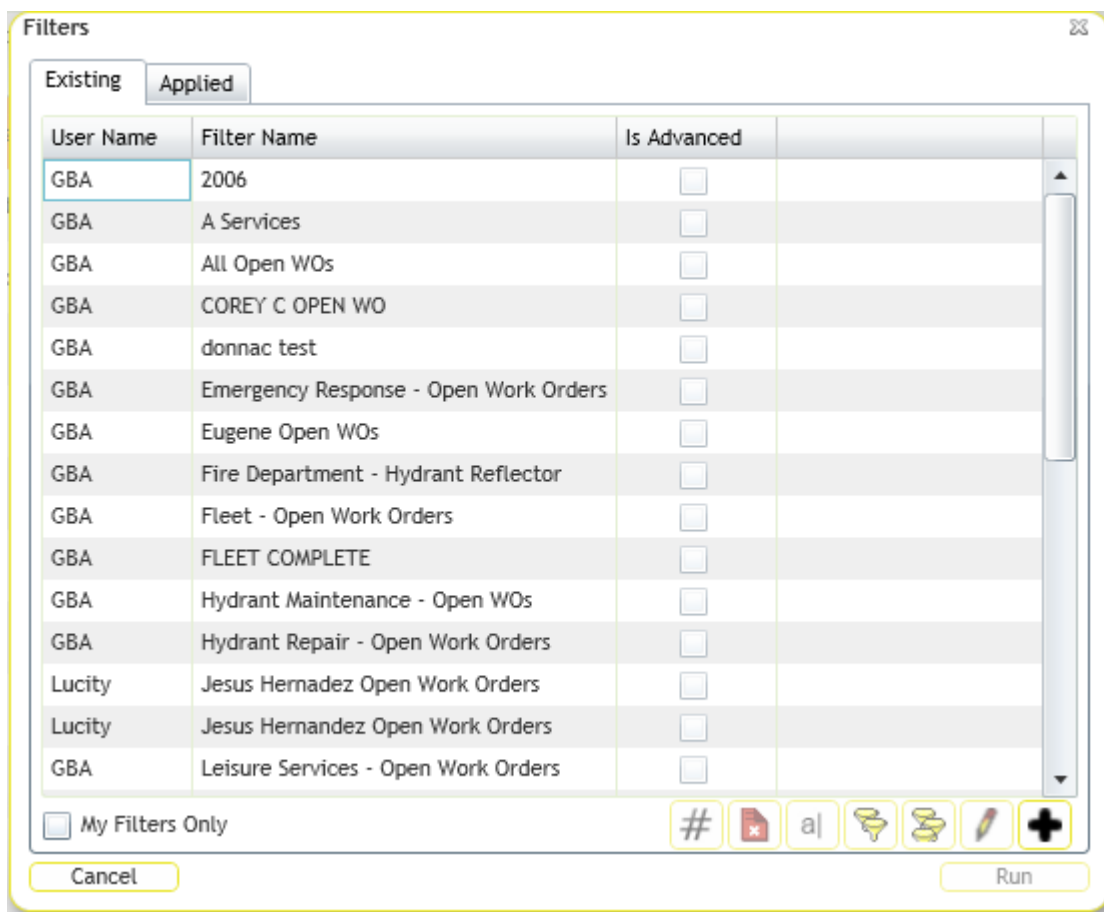 Filters
Existing Applied
User Name Filter Name Is Advanced
GBA 2006
GBA A Services
GBA All Open WOs
GBA COREY C OPEN WO
GBA donnac test
GBA Emergency Response - Open Work Orders
GBA Eugene Open WOs
GBA Fire Department - Hydrant Reflector
GBA Fleet - Open Work Orders
GBA FLEET COMPLETE
GBA Hydrant Maintenance - Open WOs
GBA Hydrant Repair - Open Work Orders
Lucity Jesus Hernadez Open Work Orders
Lucity Jesus Hernandez Open Work Orders
GBA Leisure Services - Open Work Orders
My Filters Only # a|
Cancel Run